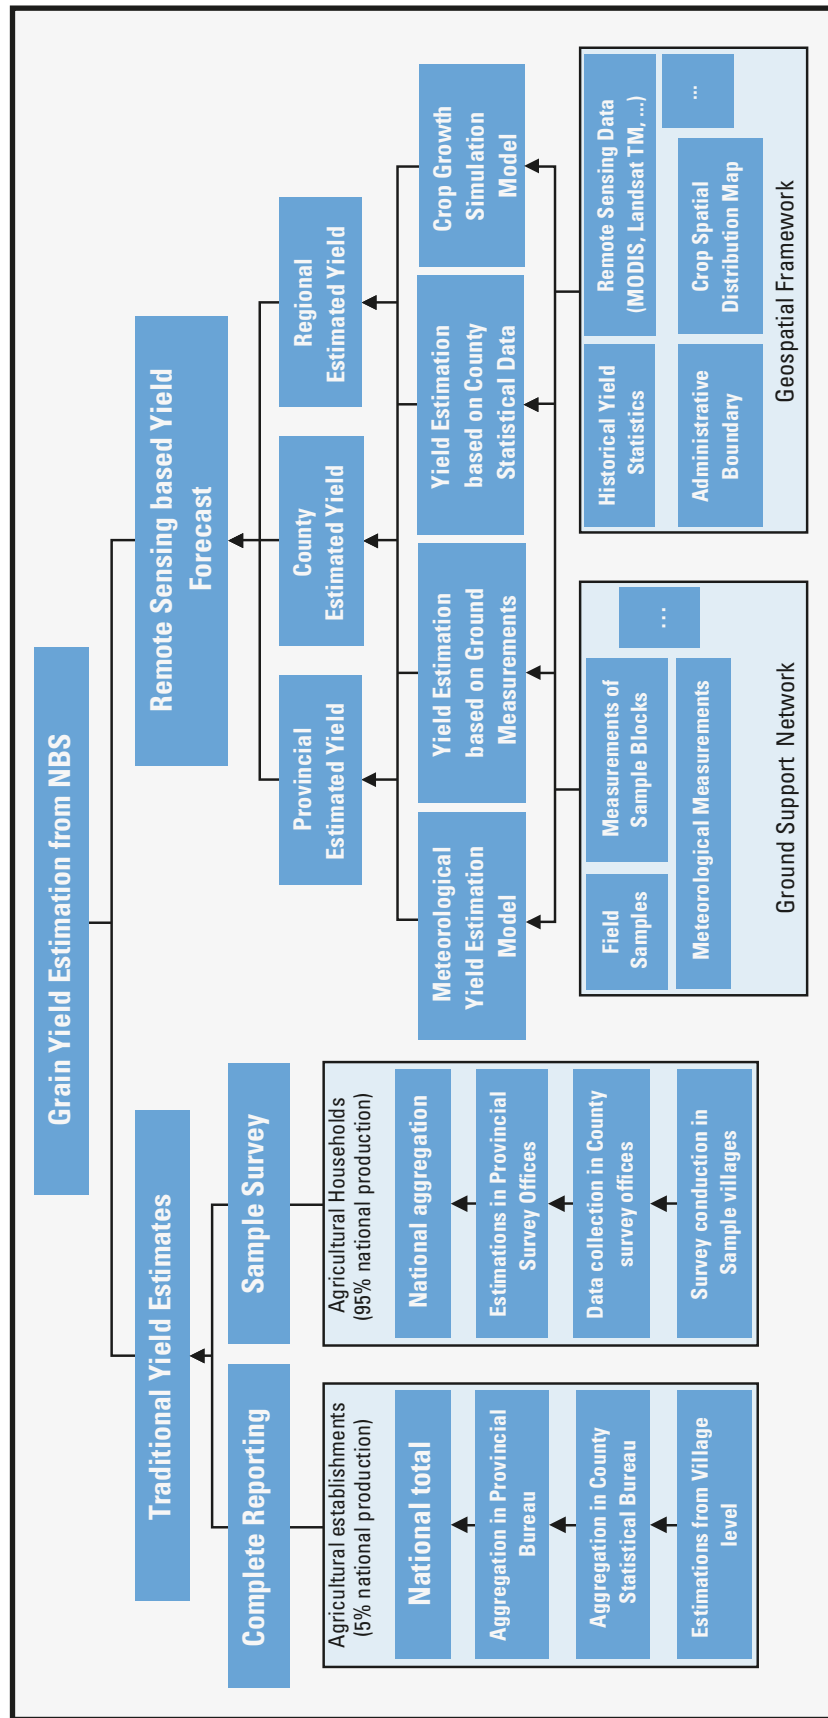 Grain Yield Estimation from NBS
Traditional Yield Estimates
Remote Sensing based Yield
Forecast
Complete Reporting
Sample Survey
Provincial
Estimated Yield
County
Estimated Yield
Regional
Estimated Yield
Agricultural establishments
(5% national production)
National total
Aggregation in Provincial
Bureau
Aggregation in County
Statistical Bureau
Estimations from Village
level
Agricultural Households
(95% national production)
National aggregation
Estimations in Provincial
Survey Offices
Data collection in County
survey offices
Survey conduction in
Sample villages
Meteorological
Yield Estimation
Model
Yield Estimation
based on Ground
Measurements
Yield Estimation
based on County
Statistical Data
Crop Growth
Simulation
Model
Field
Samples
Measurements of
Sample Blocks
...
Meteorological Measurements
Ground Support Network
Historical Yield
Statistics
Remote Sensing Data
(MODIS, Landsat TM, ...)
Administrative
Boundary
Crop Spatial
Distribution Map
...
Geospatial Framework